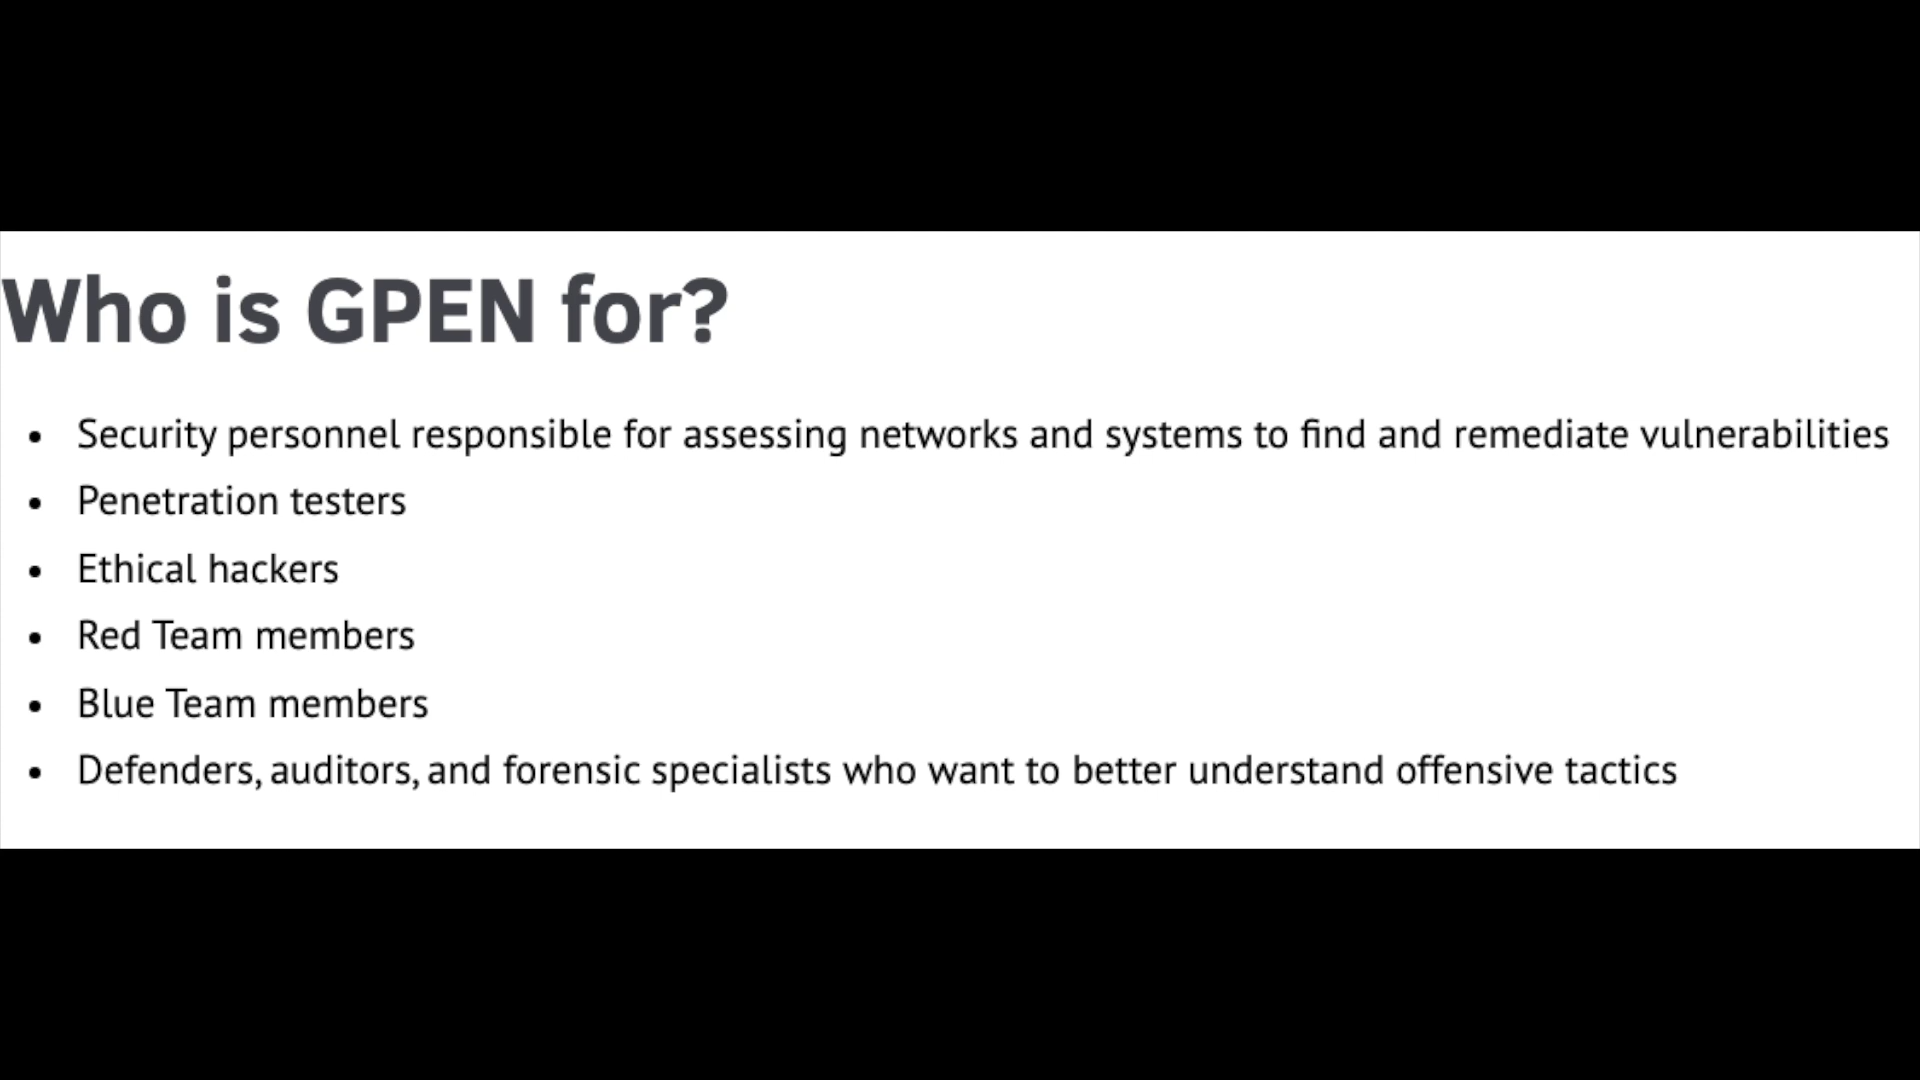 Who is GPEN for?
• Security personnel responsible for assessing networks and systems to find and remediate vulnerabilities
• Penetration testers
• Ethical hackers
• Red Team members
• Blue Team members
• Defenders, auditors, and forensic specialists who want to better understand offensive tactics